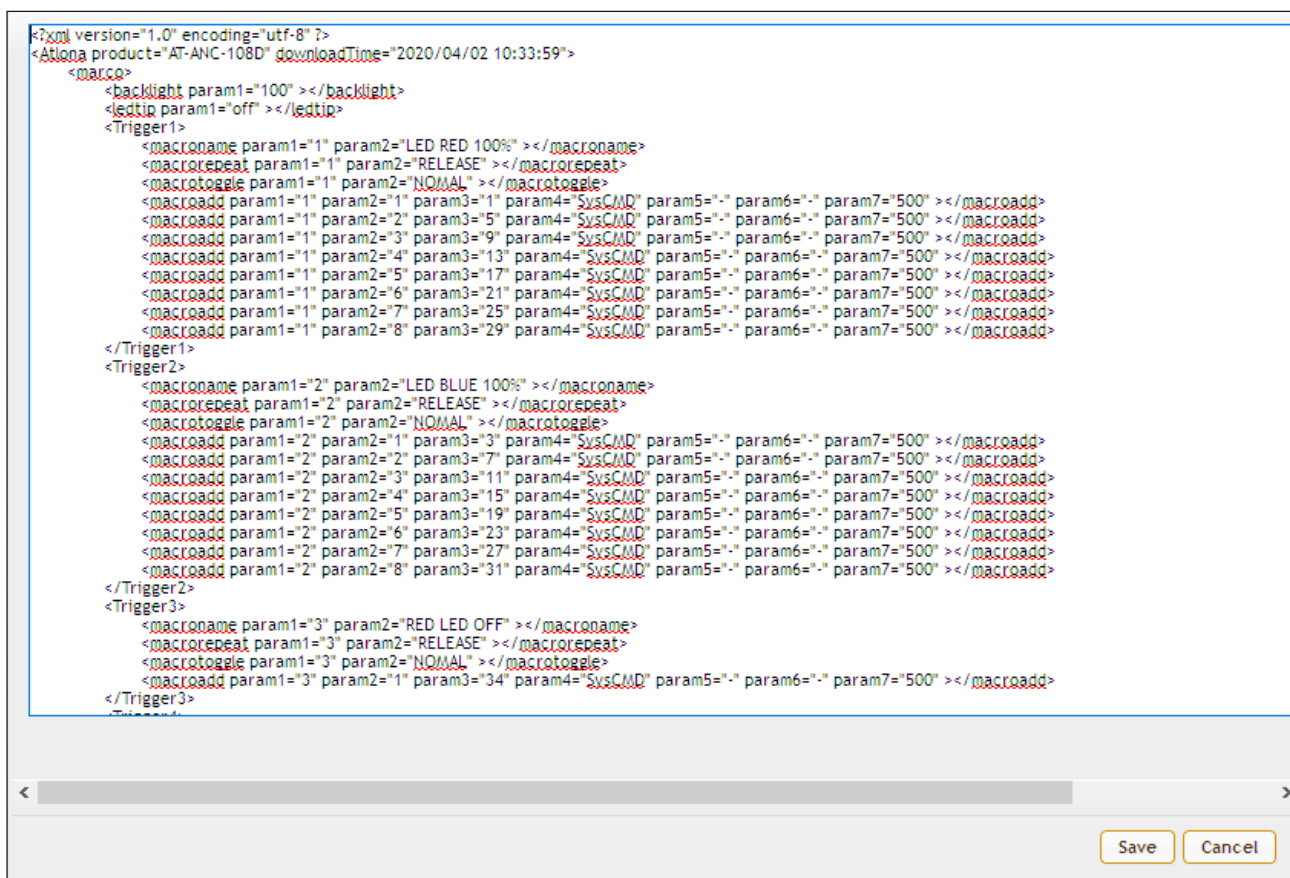 <?xml version="1.0" encoding="utf-8" ?>
<Atlona product="AT-ANC-108D" downloadTime="2020/04/02 10:33:59">
<marco>
<backlight param1="100" ></backlight>
<ledtip param1="off" ></ledtip>
<Trigger1>
<macroname param1="1" param2="LED RED 100%" ></macroname>
<macrorepeat param1="1" param2="RELEASE" ></macrorepeat>
<macrotoggle param1="1" param2="NOMAL" ></macrotoggle>
<macroadd param1="1" param2="1" param3="1" param4="SysCMD" param5="-" param6="-" param7="500" ></macroadd>
<macroadd param1="1" param2="2" param3="5" param4="SysCMD" param5="-" param6="-" param7="500" ></macroadd>
<macroadd param1="1" param2="3" param3="9" param4="SysCMD" param5="-" param6="-" param7="500" ></macroadd>
<macroadd param1="1" param2="4" param3="13" param4="SysCMD" param5="-" param6="-" param7="500" ></macroadd>
<macroadd param1="1" param2="5" param3="17" param4="SysCMD" param5="-" param6="-" param7="500" ></macroadd>
<macroadd param1="1" param2="6" param3="21" param4="SysCMD" param5="-" param6="-" param7="500" ></macroadd>
<macroadd param1="1" param2="7" param3="25" param4="SysCMD" param5="-" param6="-" param7="500" ></macroadd>
<macroadd param1="1" param2="8" param3="29" param4="SysCMD" param5="-" param6="-" param7="500" ></macroadd>
</Trigger1>
<Trigger2>
<macroname param1="2" param2="LED BLUE 100%" ></macroname>
<macrorepeat param1="2" param2="RELEASE" ></macrorepeat>
<macrotoggle param1="2" param2="NOMAL" ></macrotoggle>
<macroadd param1="2" param2="1" param3="3" param4="SysCMD" param5="-" param6="-" param7="500" ></macroadd>
<macroadd param1="2" param2="2" param3="7" param4="SysCMD" param5="-" param6="-" param7="500" ></macroadd>
<macroadd param1="2" param2="3" param3="11" param4="SysCMD" param5="-" param6="-" param7="500" ></macroadd>
<macroadd param1="2" param2="4" param3="15" param4="SysCMD" param5="-" param6="-" param7="500" ></macroadd>
<macroadd param1="2" param2="5" param3="19" param4="SysCMD" param5="-" param6="-" param7="500" ></macroadd>
<macroadd param1="2" param2="6" param3="23" param4="SysCMD" param5="-" param6="-" param7="500" ></macroadd>
<macroadd param1="2" param2="7" param3="27" param4="SysCMD" param5="-" param6="-" param7="500" ></macroadd>
<macroadd param1="2" param2="8" param3="31" param4="SysCMD" param5="-" param6="-" param7="500" ></macroadd>
</Trigger2>
<Trigger3>
<macroname param1="3" param2="RED LED OFF" ></macroname>
<macrorepeat param1="3" param2="RELEASE" ></macrorepeat>
<macrotoggle param1="3" param2="NOMAL" ></macrotoggle>
<macroadd param1="3" param2="1" param3="34" param4="SysCMD" param5="-" param6="-" param7="500" ></macroadd>
</Trigger3>
Save Cancel